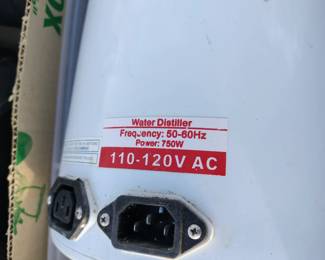 Water Distiller
Frequency: 50-60Hz
Power: 750W
110-120V AC